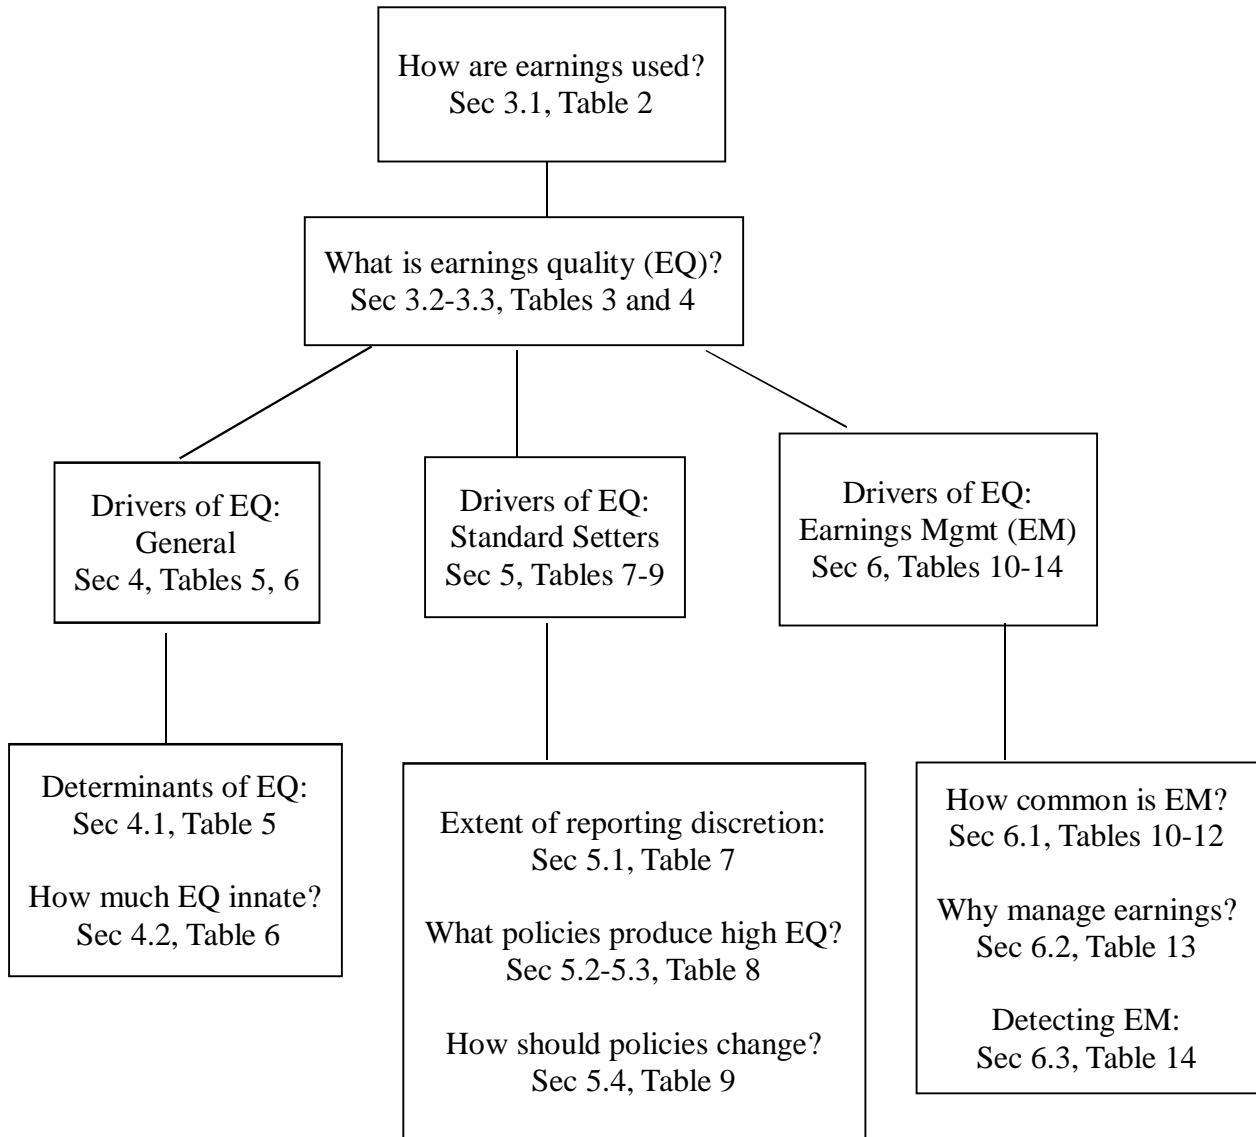 How are earnings used?
Sec 3.1, Table 2
What is earnings quality (EQ)?
Sec 3.2-3.3, Tables 3 and 4
Drivers of EQ:
General
Sec 4, Tables 5, 6
Drivers of EQ:
Standard Setters
Sec 5, Tables 7-9
Drivers of EQ:
Earnings Mgmt (EM)
Sec 6, Tables 10-14
Determinants of EQ:
Sec 4.1, Table 5
How much EQ innate?
Sec 4.2, Table 6
Extent of reporting discretion:
Sec 5.1, Table 7
What policies produce high EQ?
Sec 5.2-5.3, Table 8
How should policies change?
Sec 5.4, Table 9
How common is EM?
Sec 6.1, Tables 10-12
Why manage earnings?
Sec 6.2, Table 13
Detecting EM:
Sec 6.3, Table 14